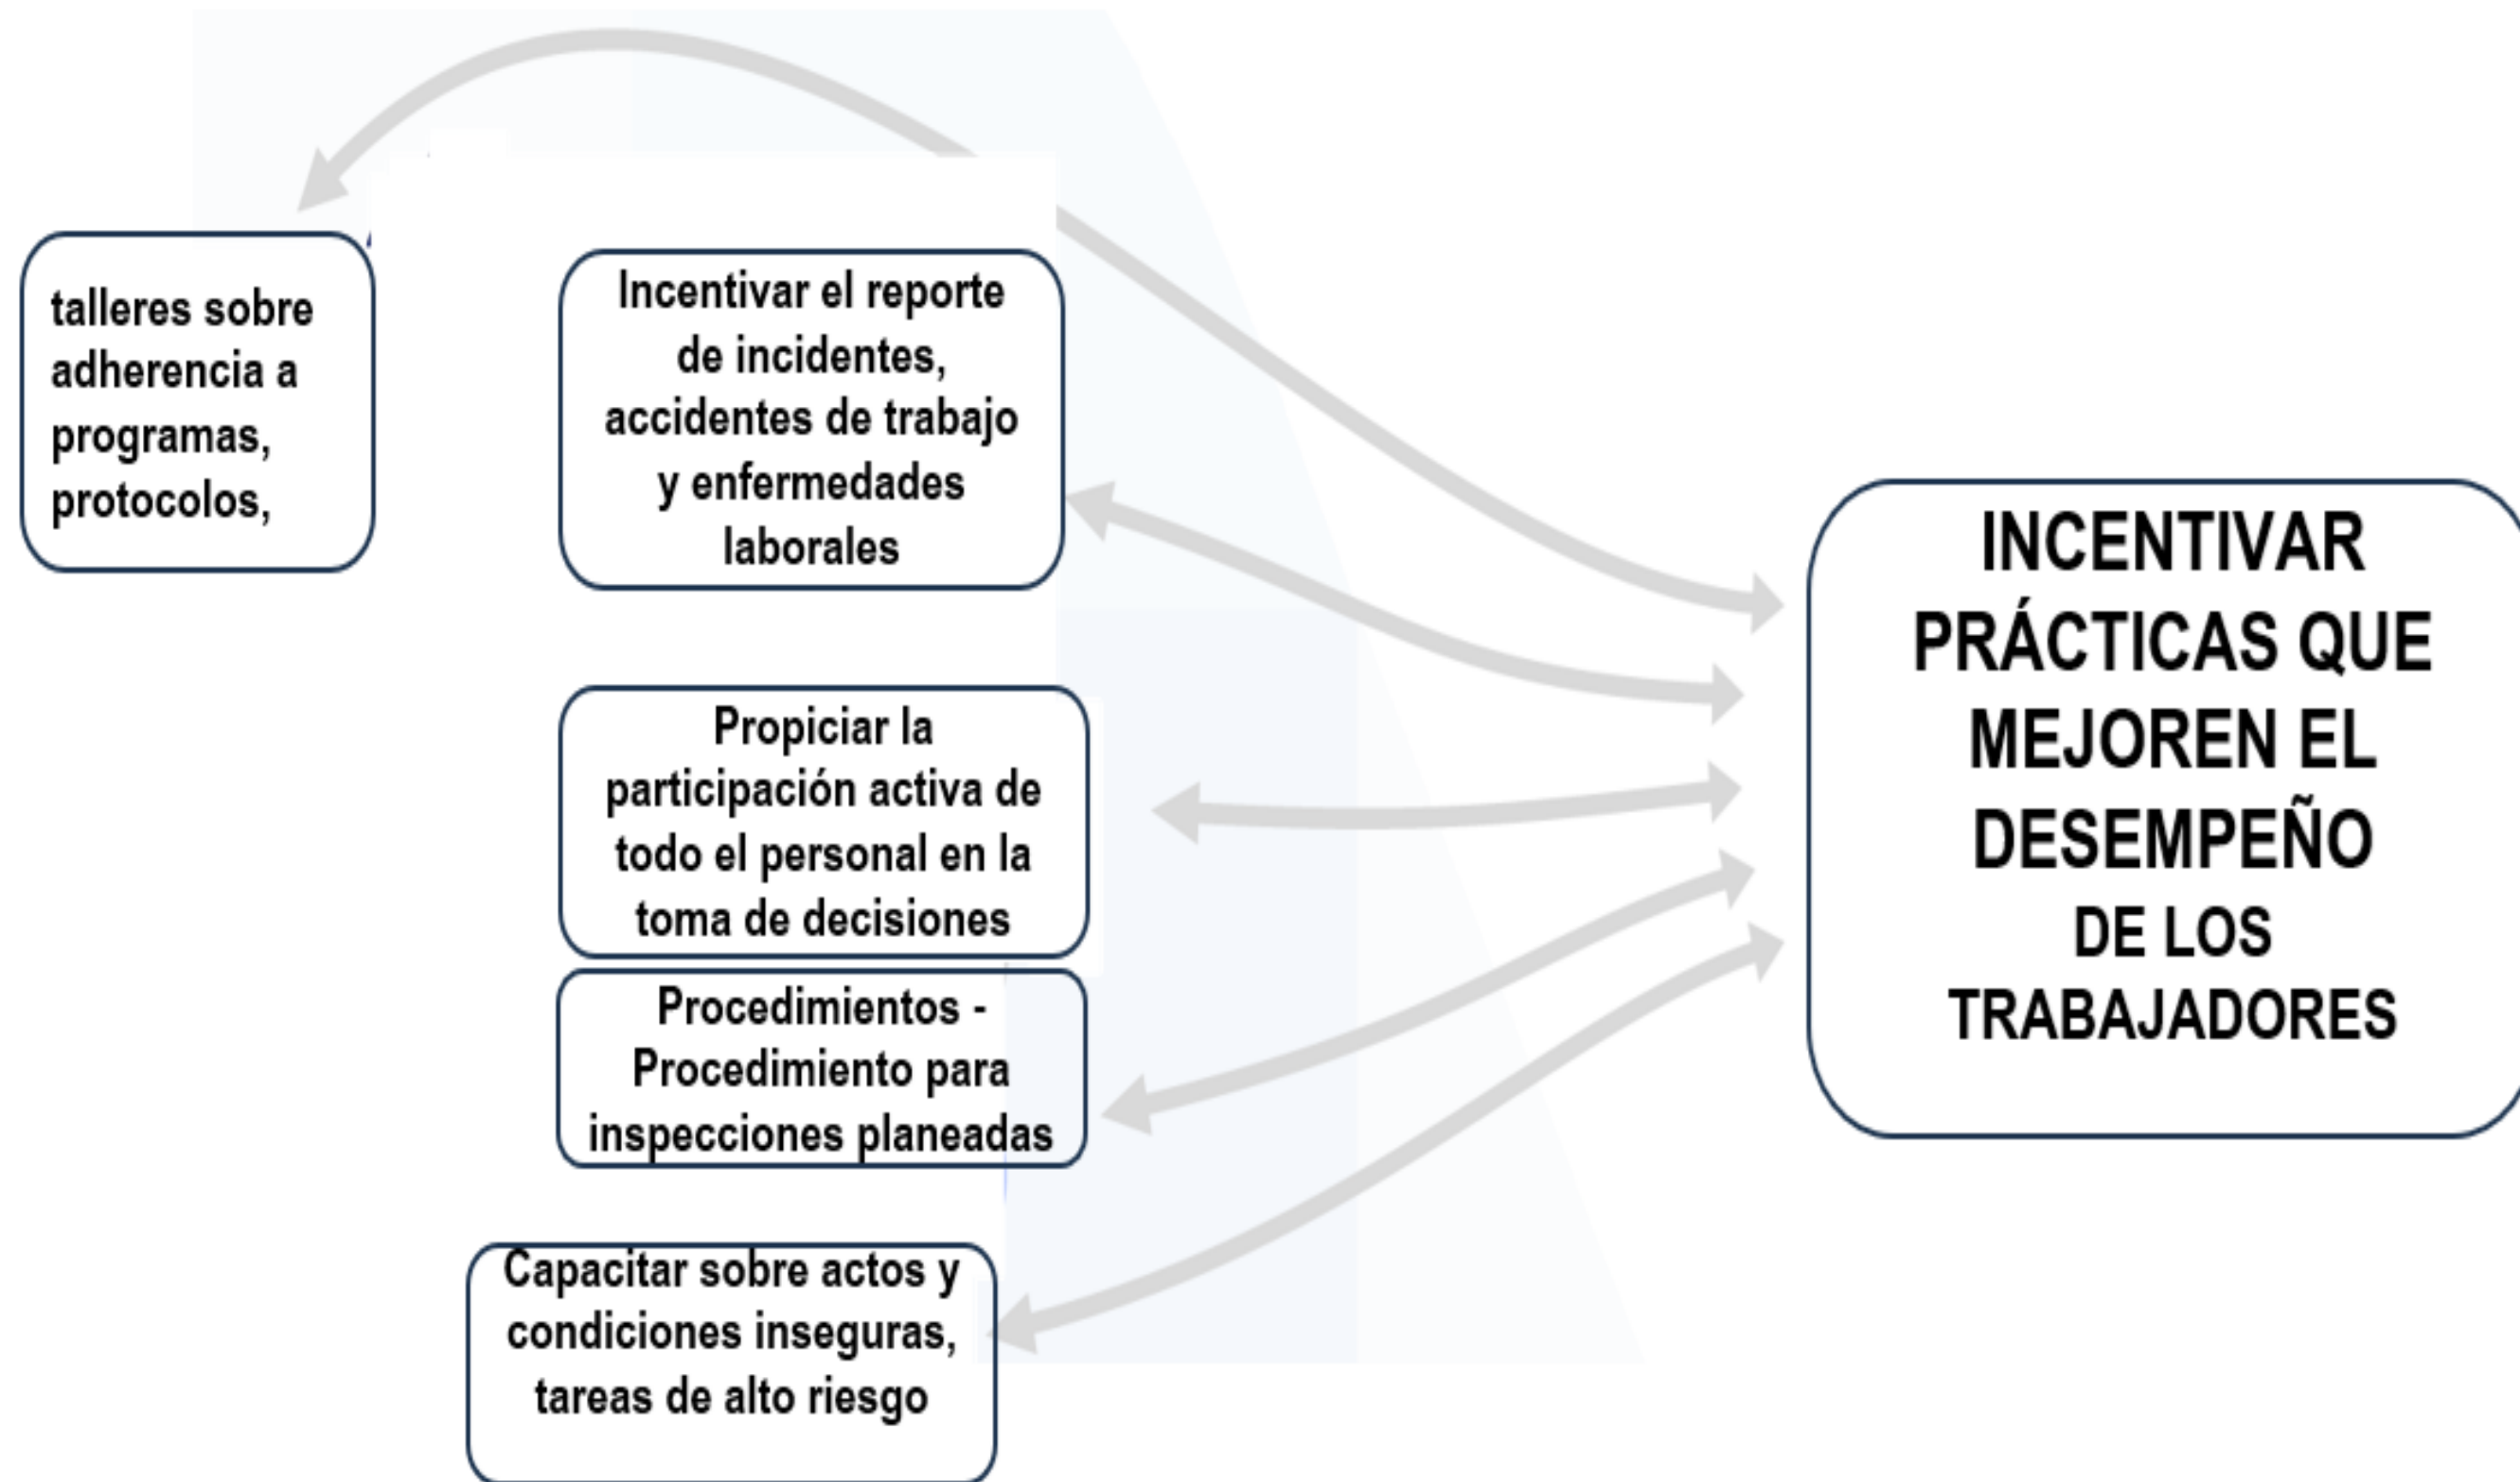 talleres sobre
adherencia a
programas,
protocolos,
Incentivar el reporte
de incidentes,
accidentes de trabajo
y enfermedades
laborales
Propiciar la
participación activa de
todo el personal en la
toma de decisiones
Procedimientos -
Procedimiento para
inspecciones planeadas
Capacitar sobre actos y
condiciones inseguras,
tareas de alto riesgo
INCENTIVAR
PRÁCTICAS QUE
MEJOREN EL
DESEMPEÑO
DE LOS
TRABAJADORES